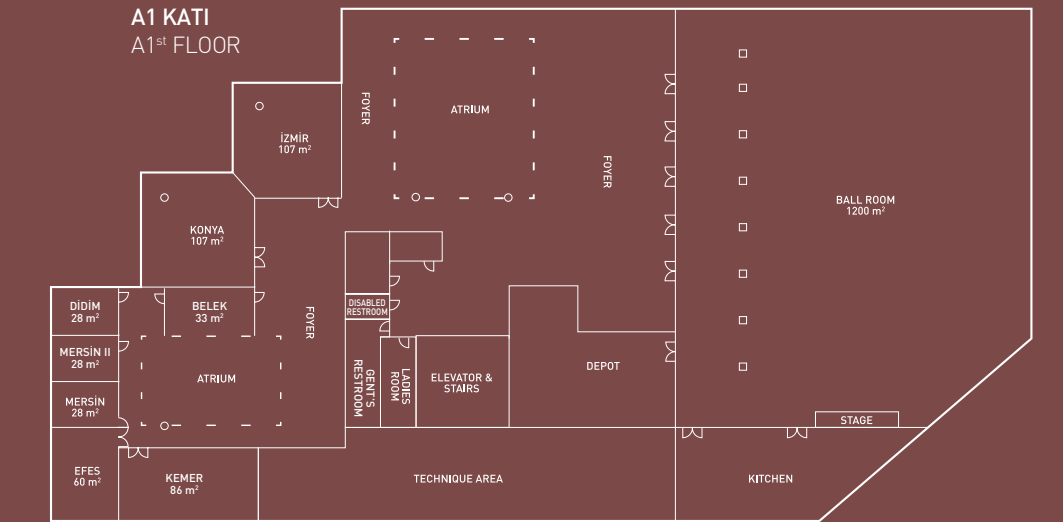 A1 KATI
A1st FLOOR
FOYER
ATRIUM
İZMİR
107 m²
FOYER
BALL ROOM
1200 m²
KONYA
107 m²
DİDİM
28 m²
BELEK
33 m²
FOYER
DISABLED
RESTROOM
MERSİN II
28 m²
ATRIUM
GENT'S
RESTROOM
LADIES
ROOM
ELEVATOR &
STAIRS
DEPOT
MERSİN
28 m²
STAGE
EFES
60 m²
KEMER
86 m²
TECHNIQUE AREA
KITCHEN